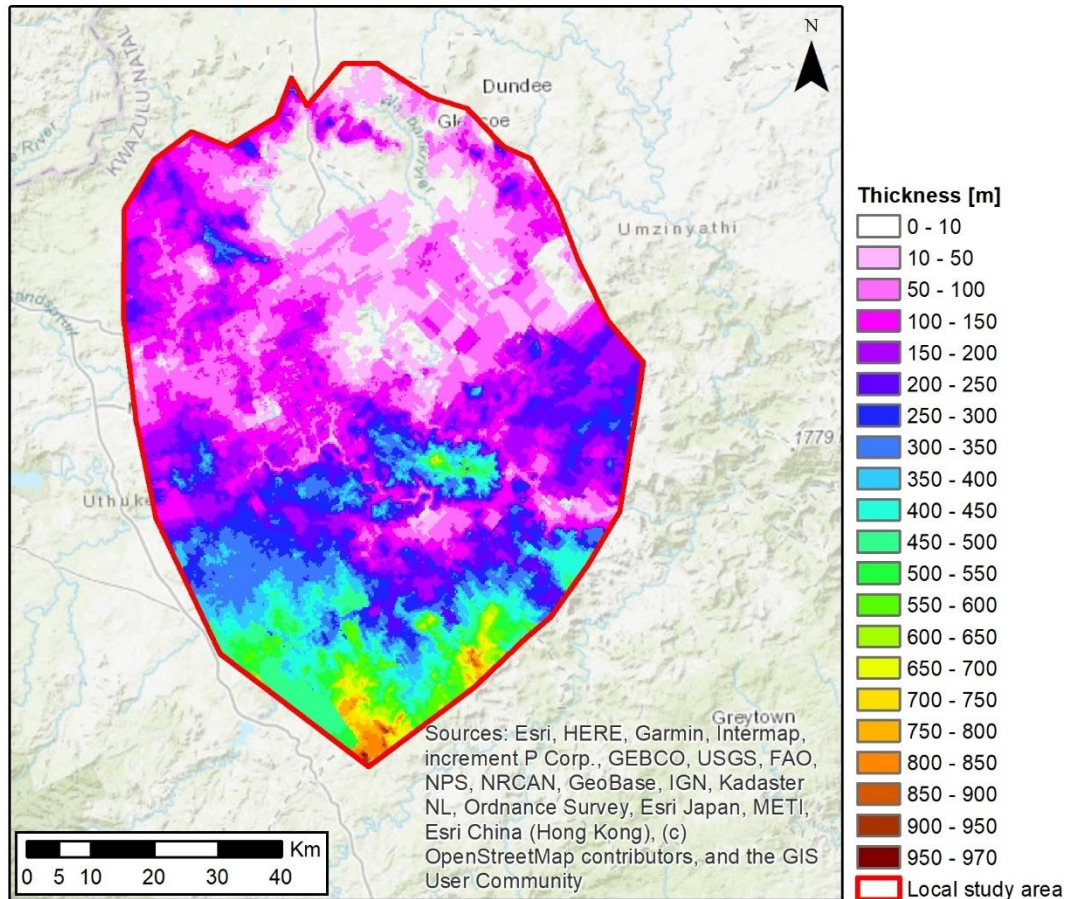 N
Dundee
Glencoe
KWAZULU NATAL
River
Umzinyathi
1779
Greytown
Sources: Esri, HERE, Garmin, Intermap,
increment P Corp., GEBCO, USGS, FAO,
NPS, NRCAN, GeoBase, IGN, Kadaster
NL, Ordnance Survey, Esri Japan, METI,
Esri China (Hong Kong), (c)
OpenStreetMap contributors, and the GIS
User Community
Km
0 5 10 20 30 40
Thickness [m]
0 - 10
10 - 50
50 - 100
100 - 150
150 - 200
200 - 250
250 - 300
300 - 350
350 - 400
400 - 450
450 - 500
500 - 550
550 - 600
600 - 650
650 - 700
700 - 750
750 - 800
800 - 850
850 - 900
900 - 950
950 - 970
Local study area